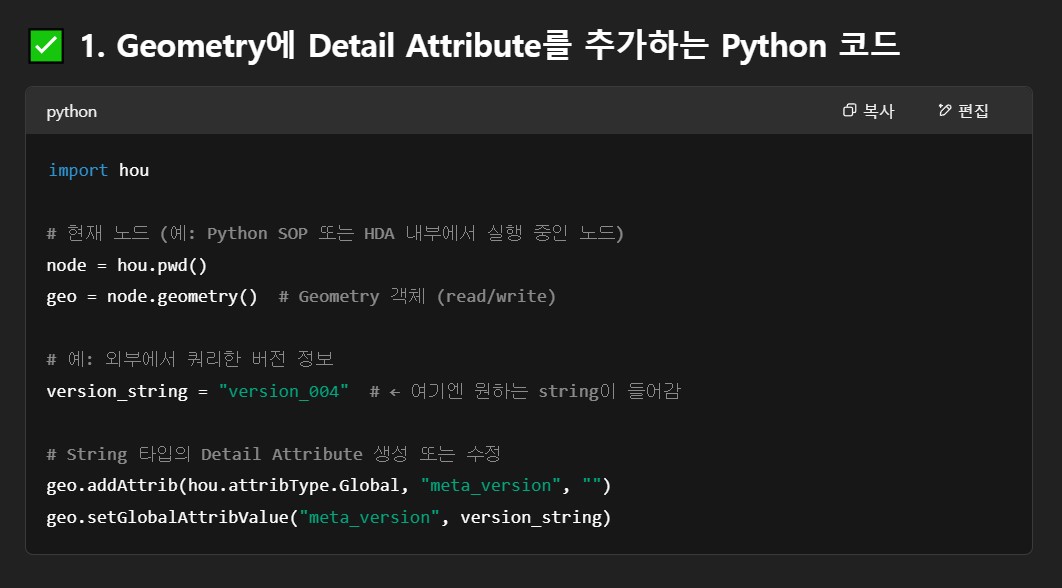 ✅ 1. Geometry에 Detail Attribute를 추가하는 Python 코드
python 복사 편집
import hou
# 현재 노드 (예: Python SOP 또는 HDA 내부에서 실행 중인 노드)
node = hou.pwd()
geo = node.geometry()  # Geometry 객체 (read/write)
# 예: 외부에서 쿼리한 버전 정보
version_string = "version_004"  # ← 여기엔 원하는 string이 들어감
# String 타입의 Detail Attribute 생성 또는 수정
geo.addAttrib(hou.attribType.Global, "meta_version", "")
geo.setGlobalAttribValue("meta_version", version_string)